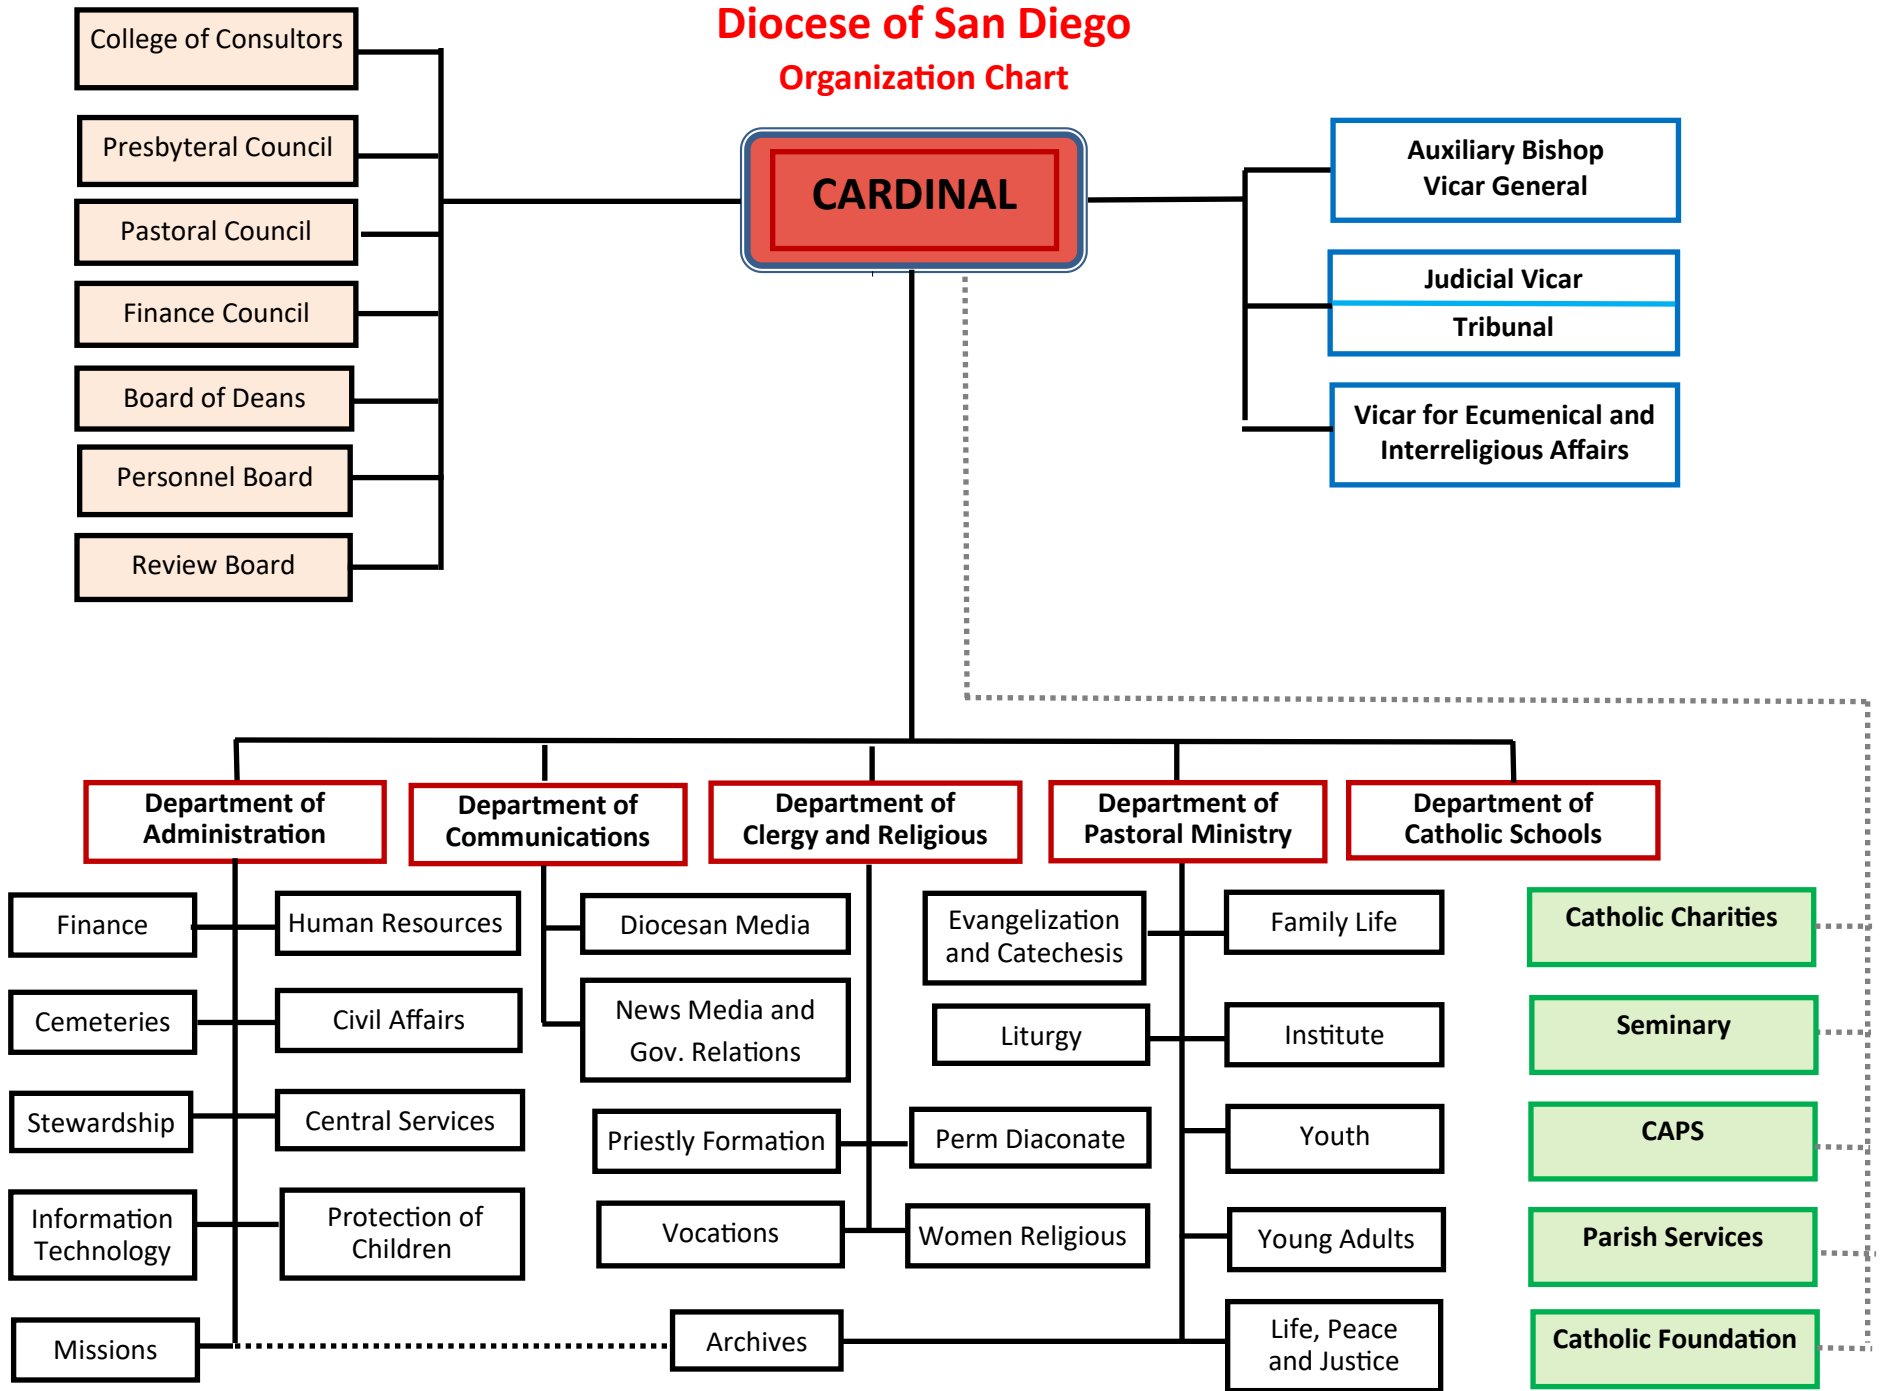 Diocese of San Diego
Organization Chart
College of Consultors
Presbyteral Council
Pastoral Council
Finance Council
Board of Deans
Personnel Board
Review Board
CARDINAL
Auxiliary Bishop
Vicar General
Judicial Vicar
Tribunal
Vicar for Ecumenical and
Interreligious Affairs
Department of
Administration
Department of
Communications
Department of
Clergy and Religious
Department of
Pastoral Ministry
Department of
Catholic Schools
Finance
Human Resources
Cemeteries
Civil Affairs
Stewardship
Central Services
Information
Technology
Protection of
Children
Missions
Diocesan Media
News Media and
Gov. Relations
Priestly Formation
Perm Diaconate
Vocations
Women Religious
Archives
Evangelization
and Catechesis
Family Life
Liturgy
Institute
Youth
Young Adults
Life, Peace
and Justice
Catholic Charities
Seminary
CAPS
Parish Services
Catholic Foundation